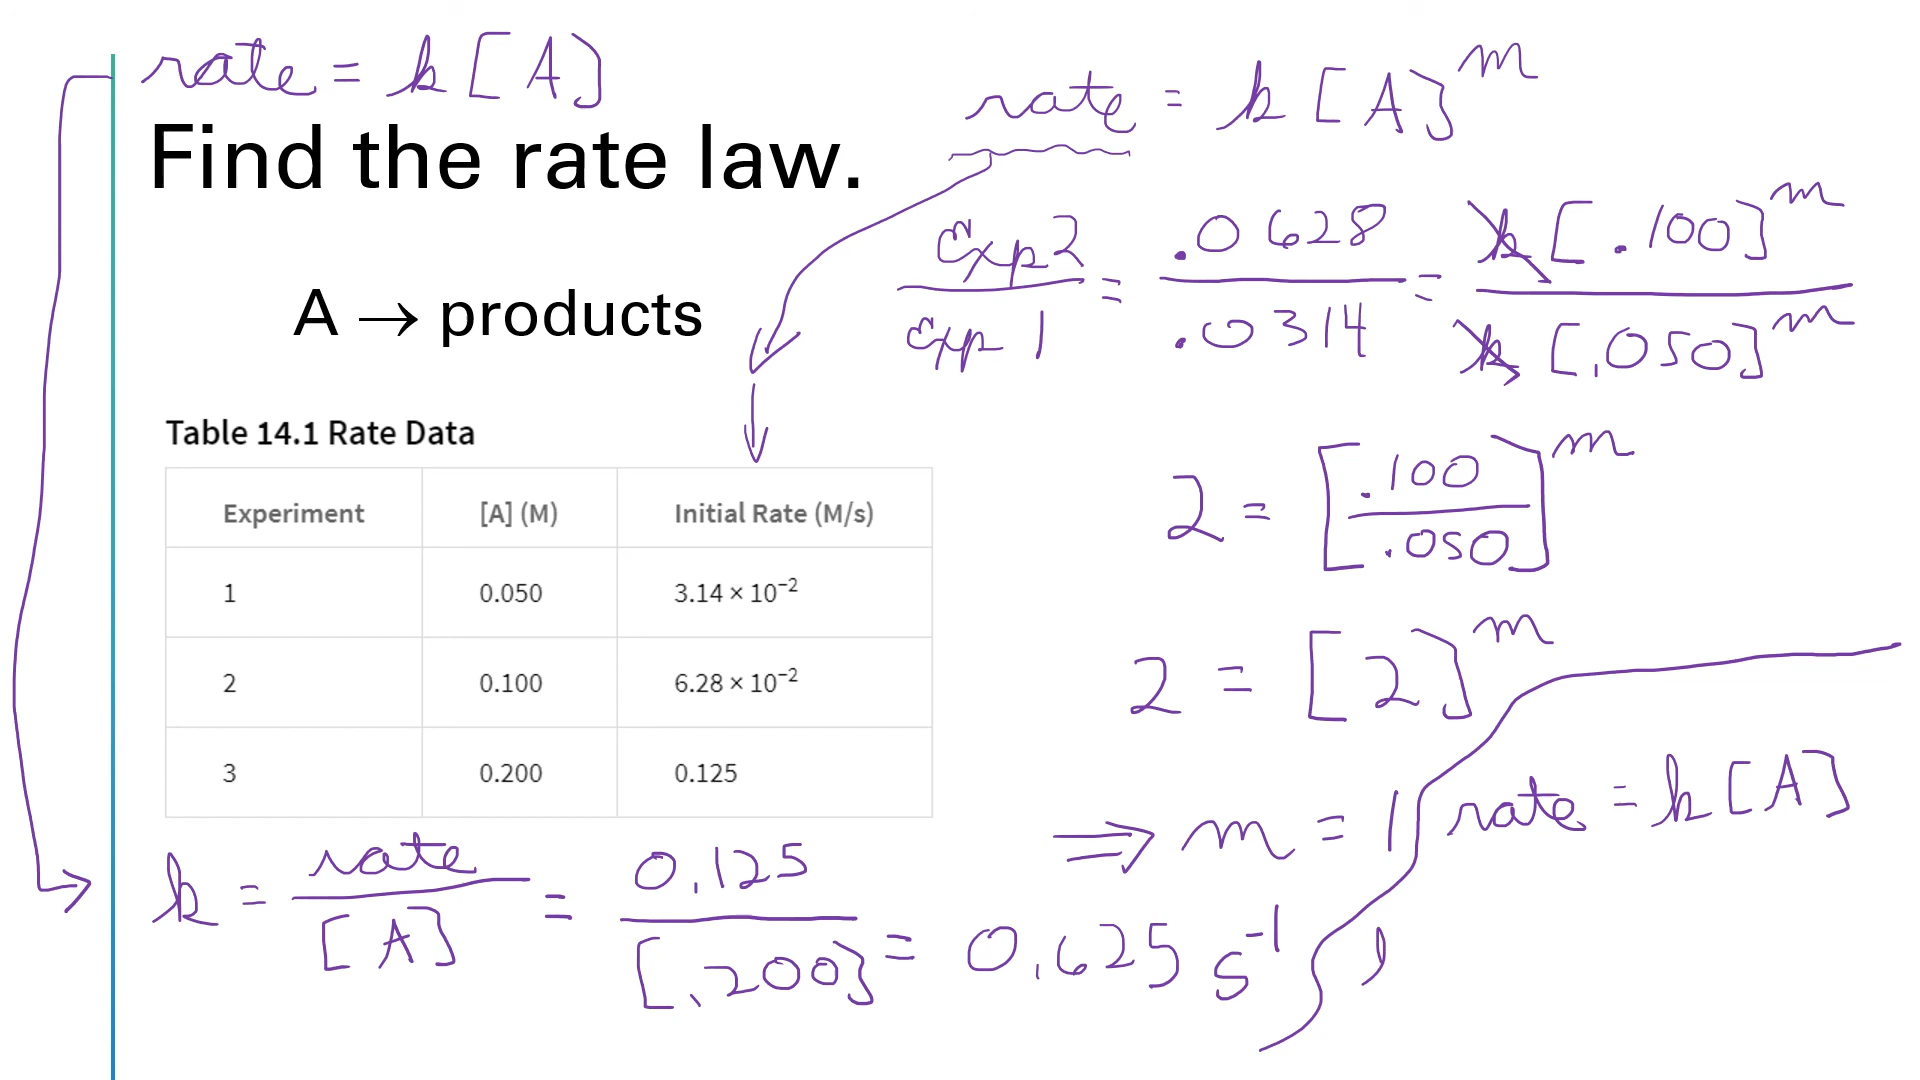 rate = k [A]
Find the rate law.
A → products
Table 14.1 Rate Data
Experiment [A] (M) Initial Rate (M/s)
1 0.050 3.14 × 10⁻²
2 0.100 6.28 × 10⁻²
3 0.200 0.125
k = rate / [A] = 0.125 / [.200] = 0.625 s⁻¹
rate = k [A]ᵐ
exp 2 / exp 1 = .0628 / .0314 = k [.100]ᵐ / k [.050]ᵐ
2 = [.100 / .050]ᵐ
2 = [2]ᵐ
⇒ m = 1
rate = k [A]